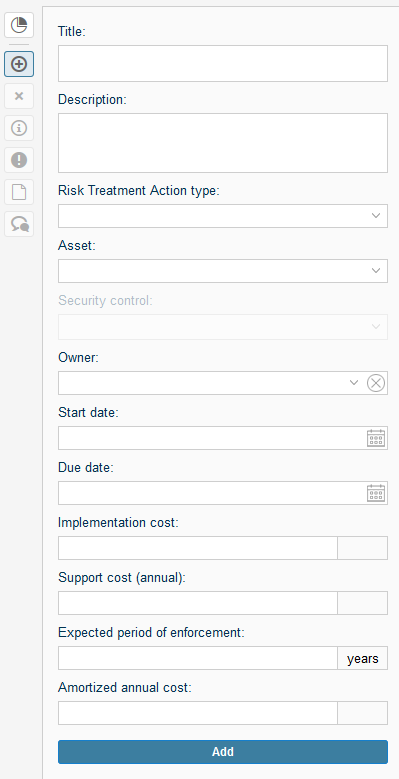 Title:
Description:
Risk Treatment Action type:
Asset:
Security control:
Owner:
Start date:
Due date:
Implementation cost:
Support cost (annual):
Expected period of enforcement:
years
Amortized annual cost:
Add